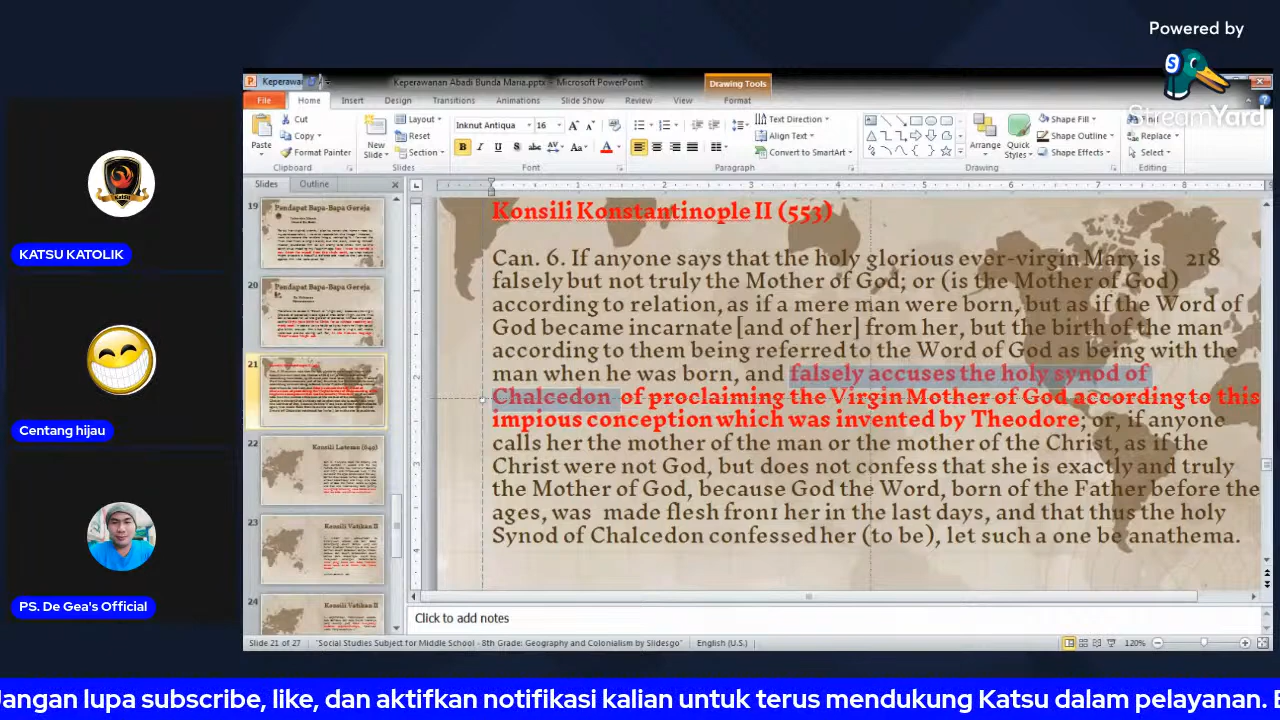 Powered by
StreamYard
Keperawanan Abadi Bunda Maria.pptx - Microsoft PowerPoint
Drawing Tools
File Home Insert Design Transitions Animations Slide Show Review View Format
Paste
Cut
Copy
Format Painter
Clipboard
New Slide
Layout
Reset
Section
Slides
Inknut Antiqua 16
Font
Paragraph
Text Direction
Align Text
Convert to SmartArt
Drawing
Arrange
Quick Styles
Shape Fill
Shape Outline
Shape Effects
Replace
Select
Editing
Slides Outline
19
Pendapat Bapa-Bapa Gereja
20
Pendapat Bapa-Bapa Gereja
21
22
Konsili Lateran (649)
23
Konsili Vatikan II
24
Konsili Vatikan II
Konsili Konstantinople II (553)
Can. 6. If anyone says that the holy glorious ever-virgin Mary is 218
falsely but not truly the Mother of God; or (is the Mother of God)
according to relation, as if a mere man were born, but as if the Word of
God became incarnate [and of her] from her, but the birth of the man
according to them being referred to the Word of God as being with the
man when he was born, and falsely accuses the holy synod of
Chalcedon of proclaiming the Virgin Mother of God according to this
impious conception which was invented by Theodore; or, if anyone
calls her the mother of the man or the mother of the Christ, as if the
Christ were not God, but does not confess that she is exactly and truly
the Mother of God, because God the Word, born of the Father before the
ages, was made flesh fron1 her in the last days, and that thus the holy
Synod of Chalcedon confessed her (to be), let such a one be anathema.
Click to add notes
Slide 21 of 27 "Social Studies Subject for Middle School - 8th Grade: Geography and Colonialism by Slidesgo" English (U.S.) 120%
KATSU KATOLIK
Centang hijau
PS. De Gea's Official
Jangan lupa subscribe, like, dan aktifkan notifikasi kalian untuk terus mendukung Katsu dalam pelayanan.